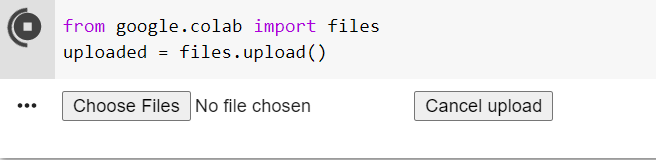 from google.colab import files
uploaded = files.upload()
Choose Files No file chosen Cancel upload